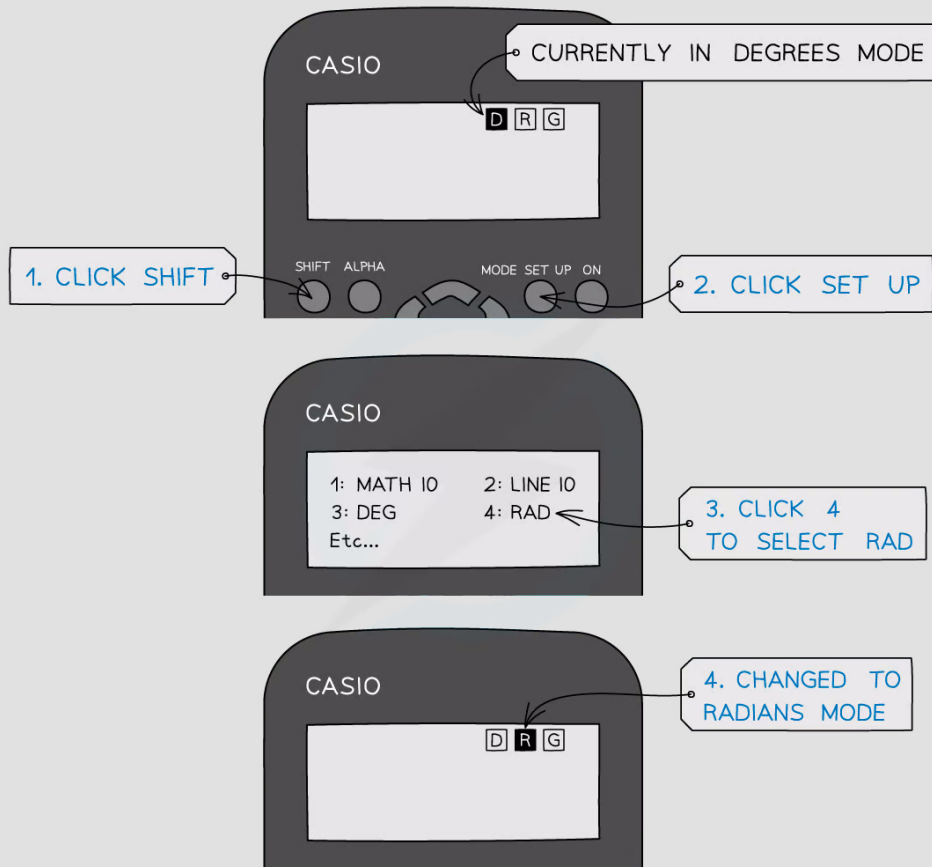 CASIO
CURRENTLY IN DEGREES MODE
D R G
1. CLICK SHIFT
SHIFT ALPHA
MODE SET UP ON
2. CLICK SET UP
CASIO
1: MATH IO 2: LINE IO
3: DEG 4: RAD
Etc...
3. CLICK 4
TO SELECT RAD
CASIO
4. CHANGED TO
RADIANS MODE
D R G